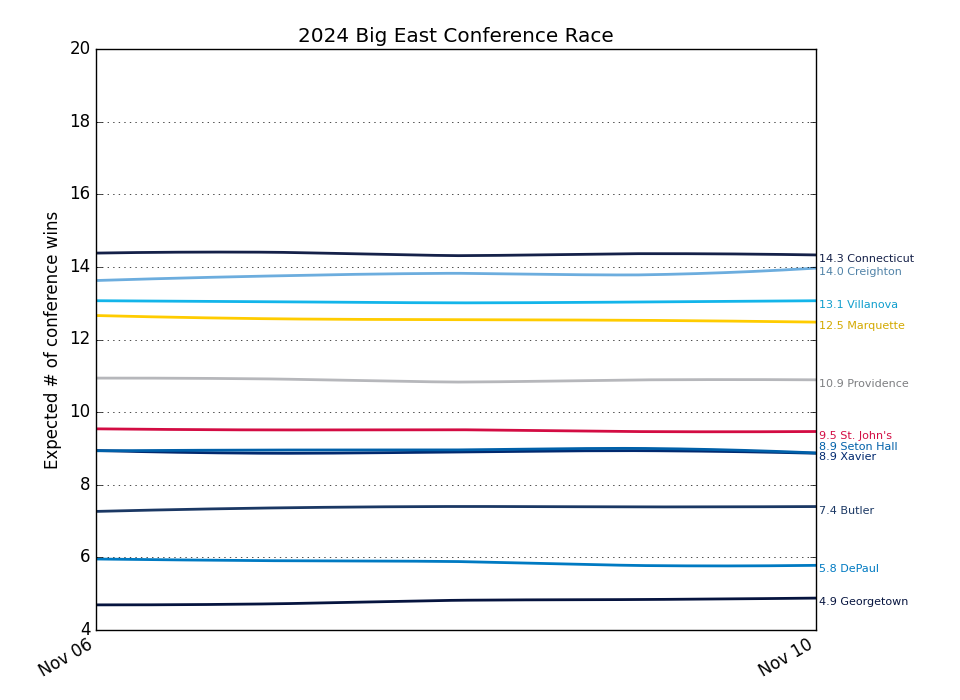 2024 Big East Conference Race
Expected # of conference wins
20
18
16
14
12
10
8
6
4
Nov 06
Nov 10
14.3 Connecticut
14.0 Creighton
13.1 Villanova
12.5 Marquette
10.9 Providence
9.5 St. John's
8.9 Seton Hall
8.9 Xavier
7.4 Butler
5.8 DePaul
4.9 Georgetown